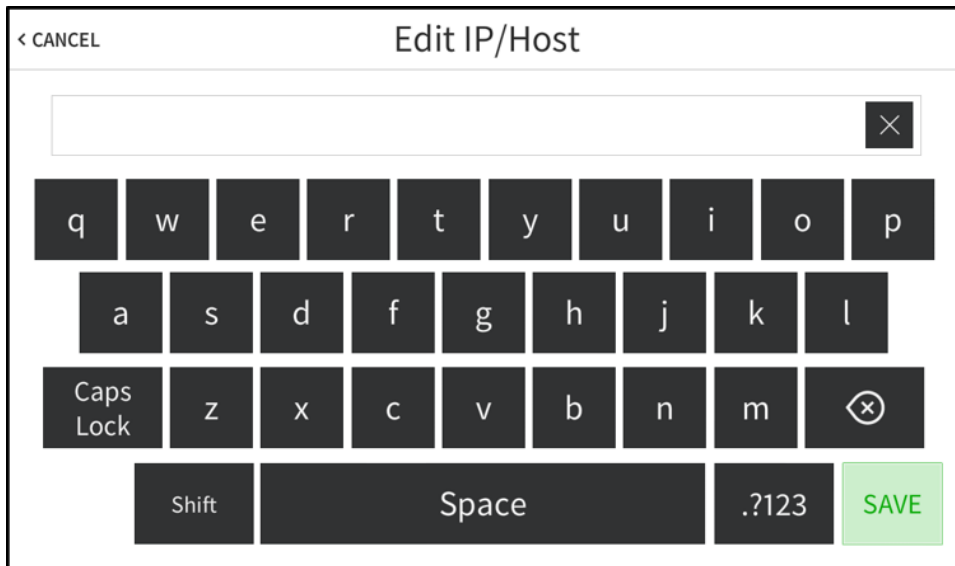 < CANCEL Edit IP/Host
q w e r t y u i o p
a s d f g h j k l
Caps Lock z x c v b n m
Shift Space .?123 SAVE